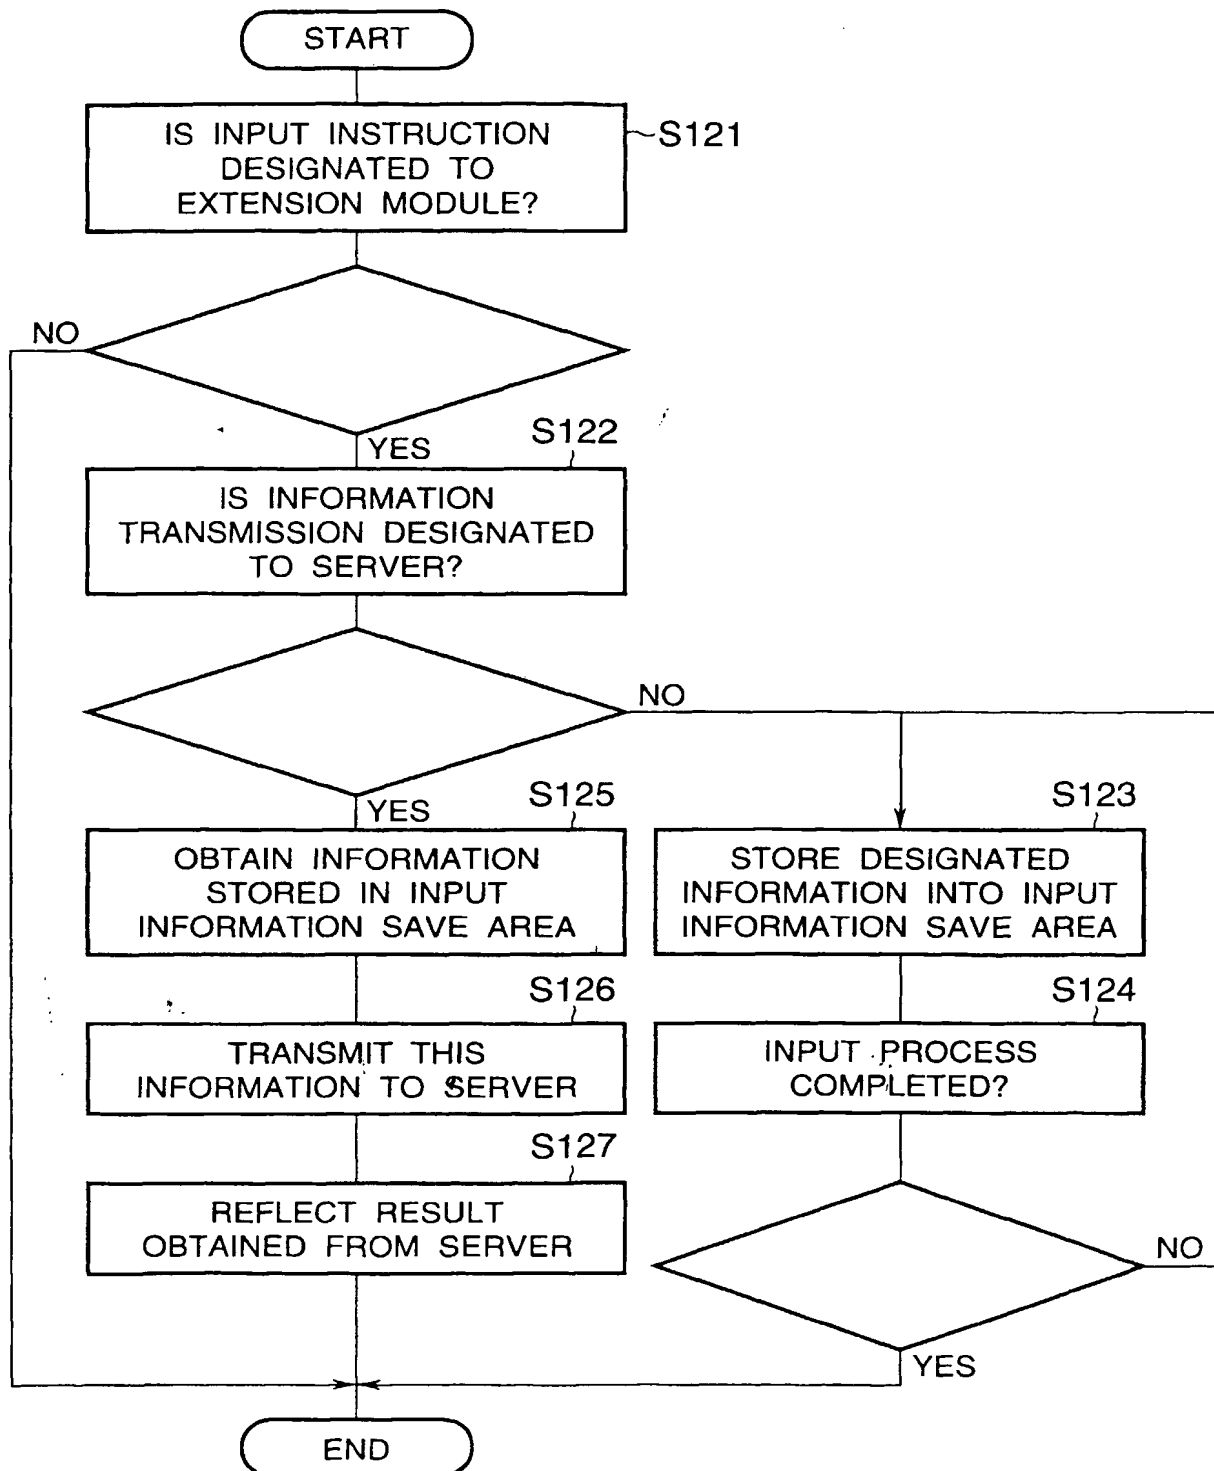 START
IS INPUT INSTRUCTION
DESIGNATED TO
EXTENSION MODULE?
S121
NO
YES
S122
IS INFORMATION
TRANSMISSION DESIGNATED
TO SERVER?
NO
YES
S125
OBTAIN INFORMATION
STORED IN INPUT
INFORMATION SAVE AREA
S123
STORE DESIGNATED
INFORMATION INTO INPUT
INFORMATION SAVE AREA
S126
TRANSMIT THIS
INFORMATION TO SERVER
S124
INPUT PROCESS
COMPLETED?
S127
REFLECT RESULT
OBTAINED FROM SERVER
NO
YES
END